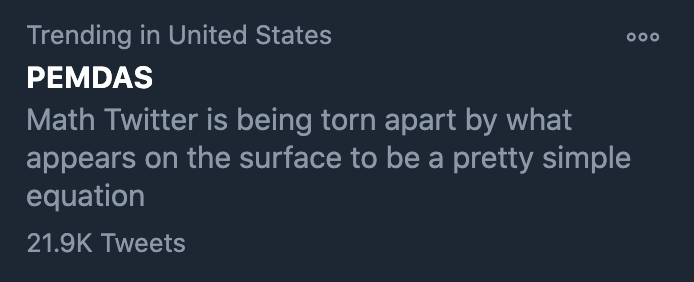 Trending in United States
PEMDAS
Math Twitter is being torn apart by what
appears on the surface to be a pretty simple
equation
21.9K Tweets